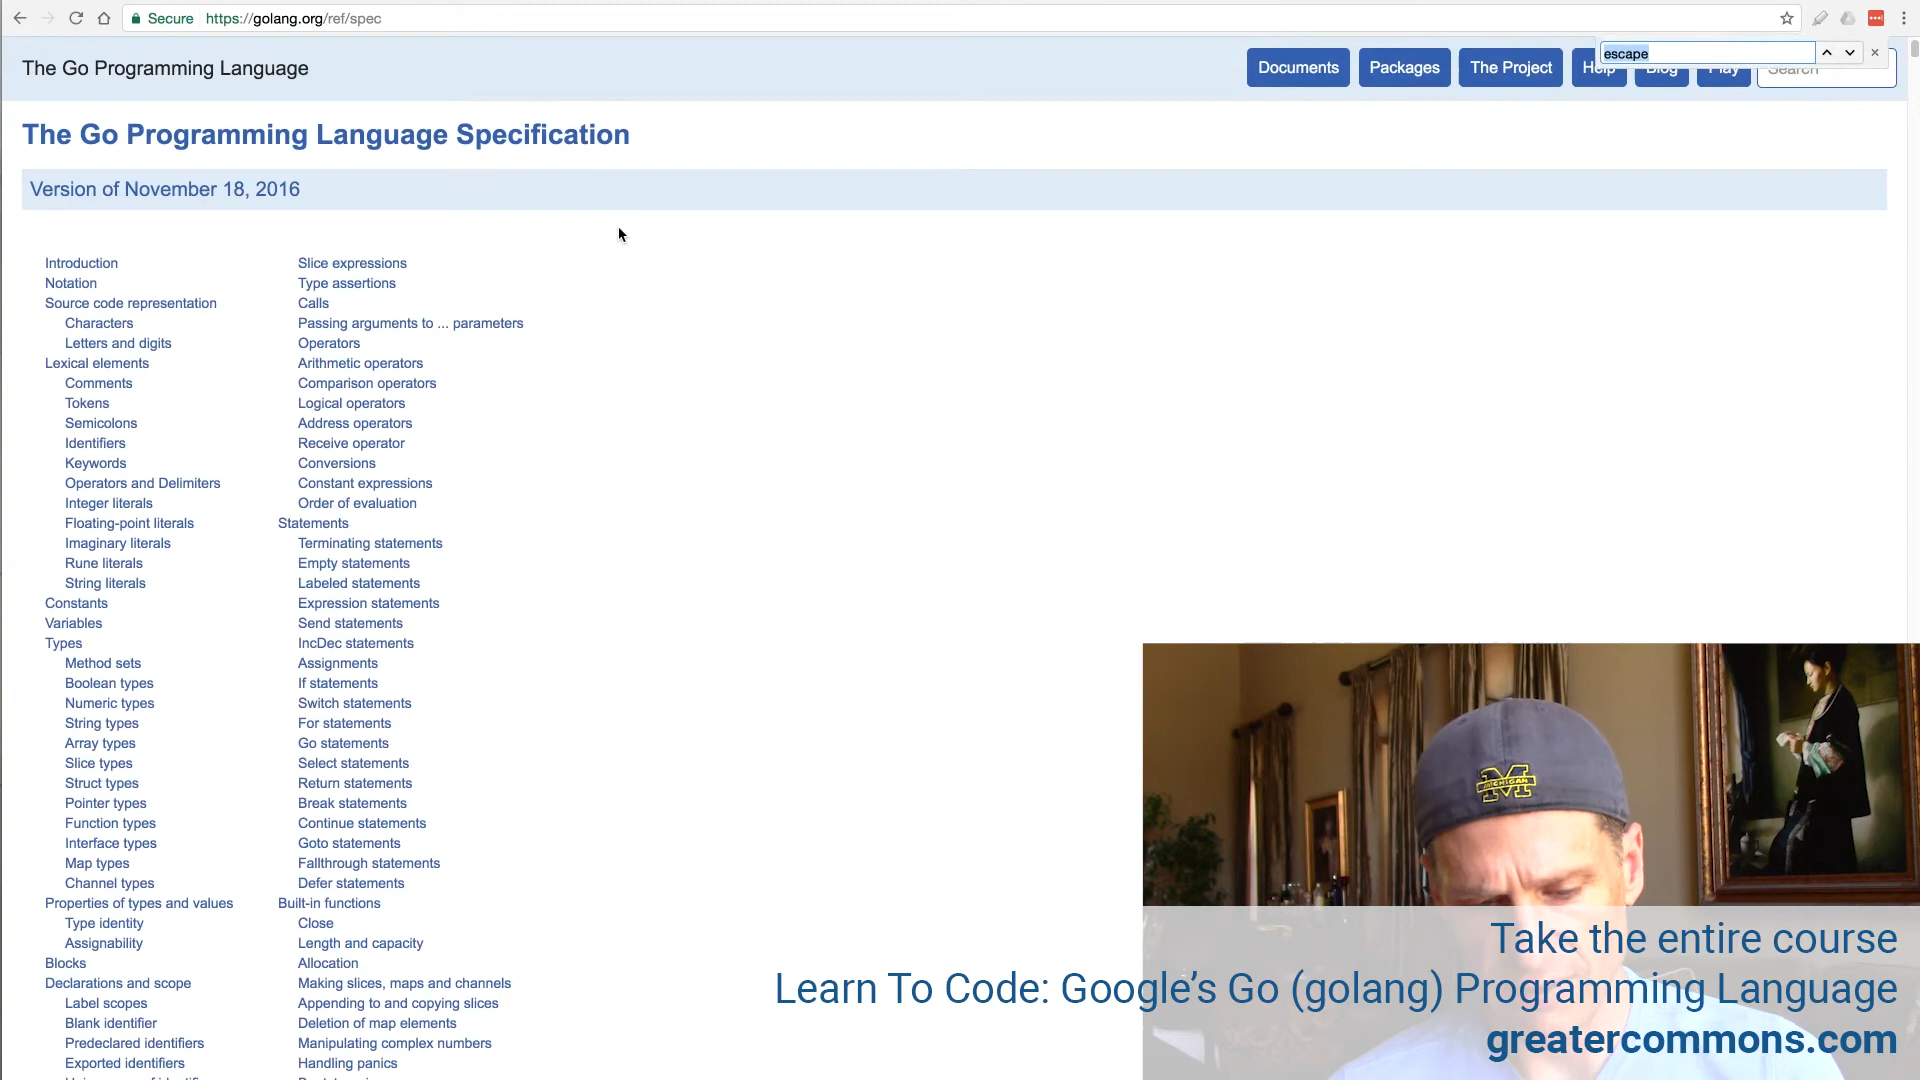 Secure https://golang.org/ref/spec
escape
The Go Programming Language
Documents
Packages
The Project
Help
Blog
Play
Search
The Go Programming Language Specification
Version of November 18, 2016
Introduction
Notation
Source code representation
Characters
Letters and digits
Lexical elements
Comments
Tokens
Semicolons
Identifiers
Keywords
Operators and Delimiters
Integer literals
Floating-point literals
Imaginary literals
Rune literals
String literals
Constants
Variables
Types
Method sets
Boolean types
Numeric types
String types
Array types
Slice types
Struct types
Pointer types
Function types
Interface types
Map types
Channel types
Properties of types and values
Type identity
Assignability
Blocks
Declarations and scope
Label scopes
Blank identifier
Predeclared identifiers
Exported identifiers
Slice expressions
Type assertions
Calls
Passing arguments to ... parameters
Operators
Arithmetic operators
Comparison operators
Logical operators
Address operators
Receive operator
Conversions
Constant expressions
Order of evaluation
Statements
Terminating statements
Empty statements
Labeled statements
Expression statements
Send statements
IncDec statements
Assignments
If statements
Switch statements
For statements
Go statements
Select statements
Return statements
Break statements
Continue statements
Goto statements
Fallthrough statements
Defer statements
Built-in functions
Close
Length and capacity
Allocation
Making slices, maps and channels
Appending to and copying slices
Deletion of map elements
Manipulating complex numbers
Handling panics
M
MICHIGAN
Take the entire course
Learn To Code: Google's Go (golang) Programming Language
greatercommons.com